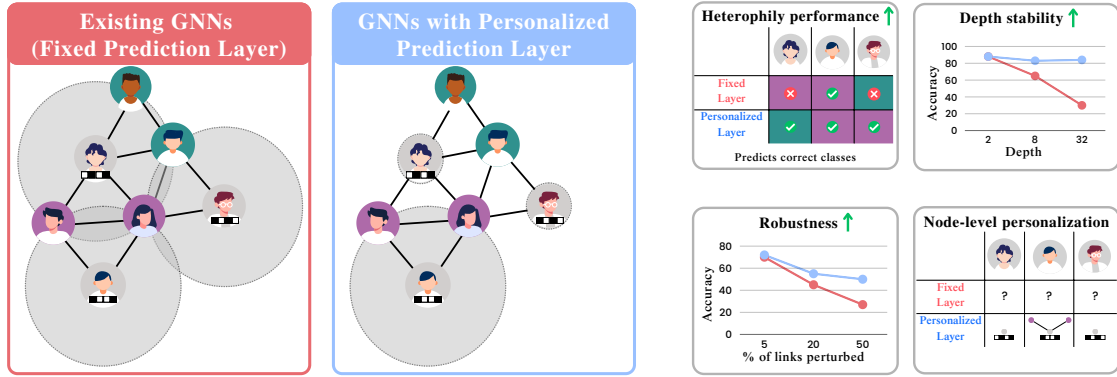 Existing GNNs
(Fixed Prediction Layer)
GNNs with Personalized
Prediction Layer
Heterophily performance
Fixed
Layer
Personalized
Layer
Predicts correct classes
Depth stability
Accuracy
100
80
60
40
20
0
2 8 32
Depth
Robustness
Accuracy
80
60
40
20
0
5 20 50
% of links perturbed
Node-level personalization
Fixed
Layer
? ? ?
Personalized
Layer